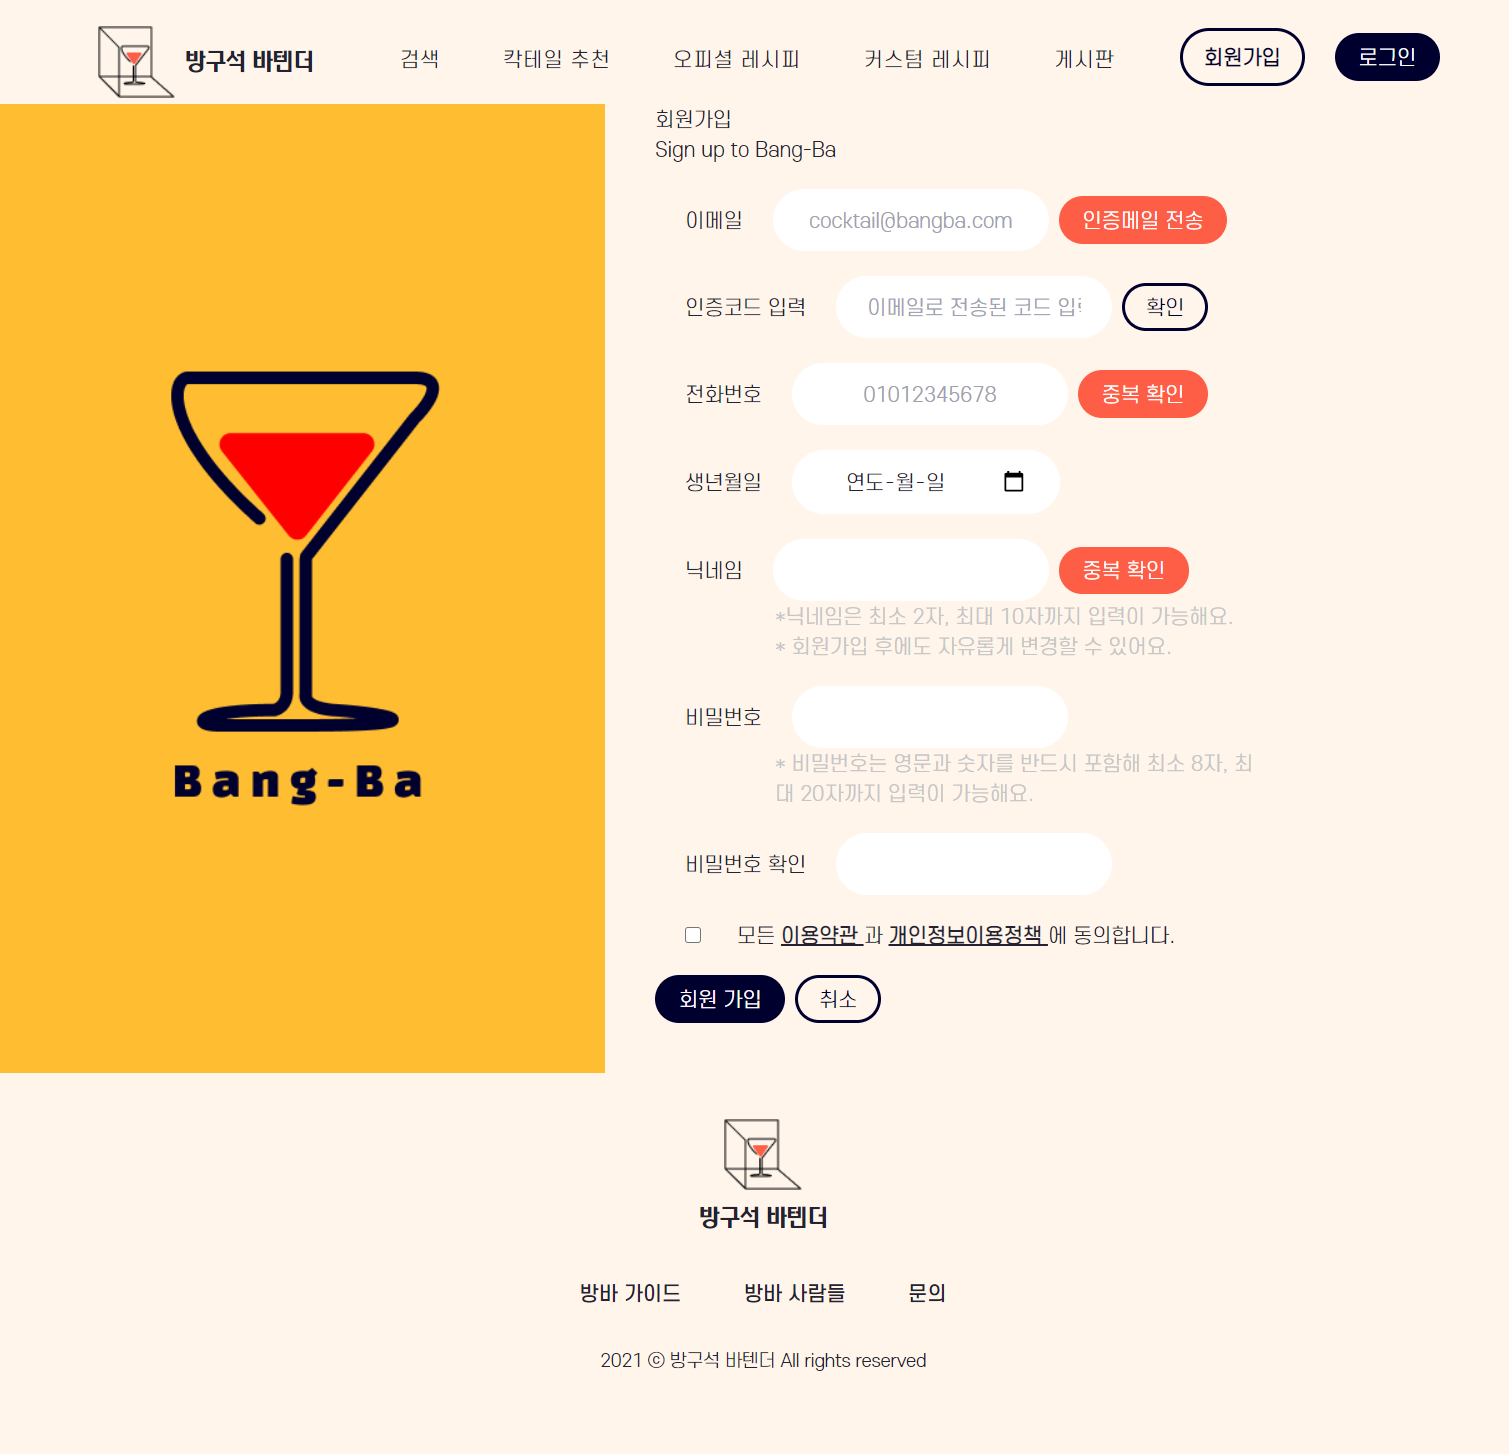 방구석 바텐더
검색
칵테일 추천
오피셜 레시피
커스텀 레시피
게시판
회원가입
로그인
회원가입
Sign up to Bang-Ba
이메일 cocktail@bangba.com 인증메일 전송
인증코드 입력 이메일로 전송된 코드 입 확인
전화번호 01012345678 중복 확인
생년월일 연도-월-일
닉네임 중복 확인
*닉네임은 최소 2자, 최대 10자까지 입력이 가능해요.
* 회원가입 후에도 자유롭게 변경할 수 있어요.
비밀번호
* 비밀번호는 영문과 숫자를 반드시 포함해 최소 8자, 최
대 20자까지 입력이 가능해요.
비밀번호 확인
모든 이용약관 과 개인정보이용정책 에 동의합니다.
회원 가입 취소
Bang-Ba
방구석 바텐더
방바 가이드 방바 사람들 문의
2021 ⓒ 방구석 바텐더 All rights reserved